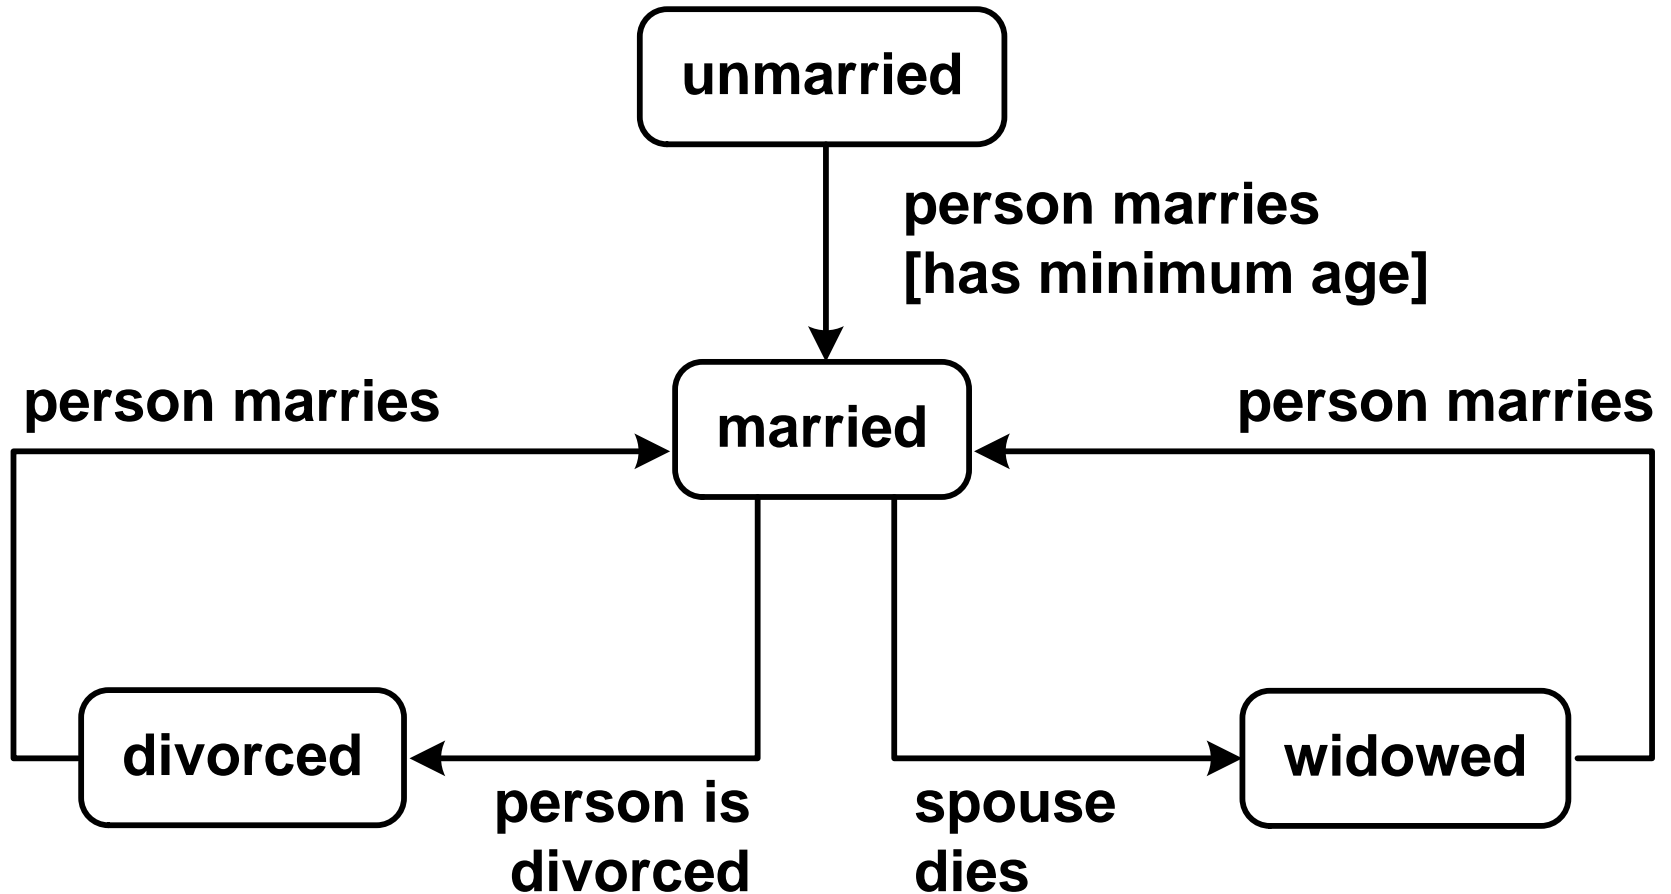 unmarried
person marries
[has minimum age]
person marries
married
person marries
divorced
widowed
person is
divorced
spouse
dies